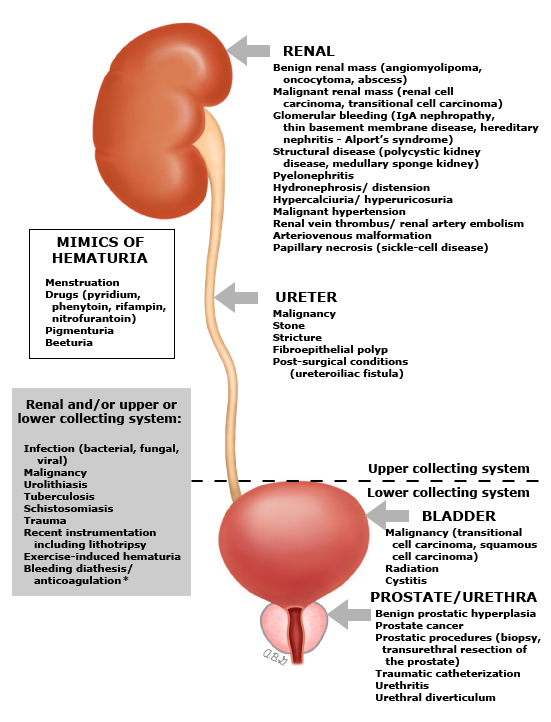 RENAL
Benign renal mass (angiomyolipoma,
oncocytoma, abscess)
Malignant renal mass (renal cell
carcinoma, transitional cell carcinoma)
Glomerular bleeding (IgA nephropathy,
thin basement membrane disease, hereditary
nephritis - Alport's syndrome)
Structural disease (polycystic kidney
disease, medullary sponge kidney)
Pyelonephritis
Hydronephrosis/ distension
Hypercalciuria/ hyperuricosuria
Malignant hypertension
Renal vein thrombus/ renal artery embolism
Arteriovenous malformation
Papillary necrosis (sickle-cell disease)
MIMICS OF
HEMATURIA
Menstruation
Drugs (pyridium,
phenytoin, rifampin,
nitrofurantoin)
Pigmenturia
Beeturia
URETER
Malignancy
Stone
Stricture
Fibroepithelial polyp
Post-surgical conditions
(ureteroiliac fistula)
Renal and/or upper or
lower collecting system:
Infection (bacterial, fungal,
viral)
Malignancy
Urolithiasis
Tuberculosis
Schistosomiasis
Trauma
Recent instrumentation
including lithotripsy
Exercise-induced hematuria
Bleeding diathesis/
anticoagulation*
Upper collecting system
Lower collecting system
BLADDER
Malignancy (transitional
cell carcinoma, squamous
cell carcinoma)
Radiation
Cystitis
PROSTATE/URETHRA
Benign prostatic hyperplasia
Prostate cancer
Prostatic procedures (biopsy,
transurethral resection of
the prostate)
Traumatic catheterization
Urethritis
Urethral diverticulum